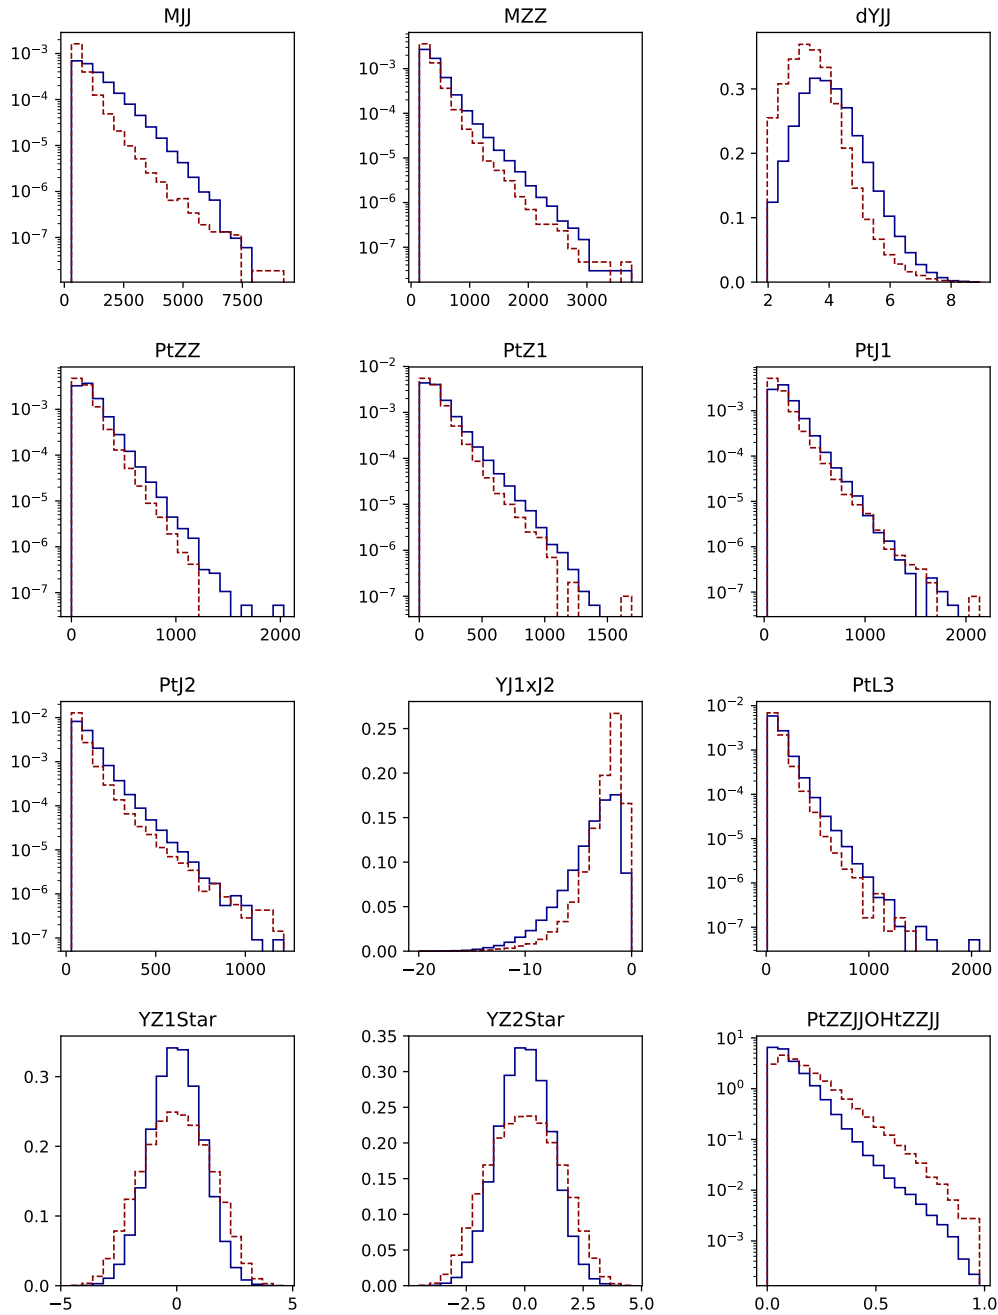 MJJ MZZ dYJJ
10⁻³ 10⁻³ 0.3
10⁻⁴ 10⁻⁴
10⁻⁵ 10⁻⁵ 0.2
10⁻⁶ 10⁻⁶ 0.1
10⁻⁷ 10⁻⁷ 0.0
0 2500 5000 7500 0 1000 2000 3000 2 4 6 8
PtZZ PtZ1 PtJ1
10⁻³ 10⁻² 10⁻³
10⁻⁴ 10⁻³ 10⁻⁴
10⁻⁵ 10⁻⁴ 10⁻⁵
10⁻⁶ 10⁻⁵ 10⁻⁶
10⁻⁷ 10⁻⁶ 10⁻⁷
10⁻⁷
0 1000 2000 0 500 1000 1500 0 1000 2000
PtJ2 YJ1xJ2 PtL3
10⁻² 0.25 10⁻²
10⁻³ 0.20 10⁻³
10⁻⁴ 0.15 10⁻⁴
10⁻⁵ 0.10 10⁻⁵
10⁻⁶ 0.05 10⁻⁶
10⁻⁷ 0.00 10⁻⁷
0 500 1000 −20 −10 0 0 1000 2000
YZ1Star YZ2Star PtZZJJOHtZZJJ
0.3 0.35 10¹
0.2 0.30 10⁰
0.1 0.25 10⁻¹
0.0 0.20 10⁻²
0.15 10⁻³
0.10
0.05
0.00
−5 0 5 −5.0 −2.5 0.0 2.5 5.0 0.0 0.5 1.0